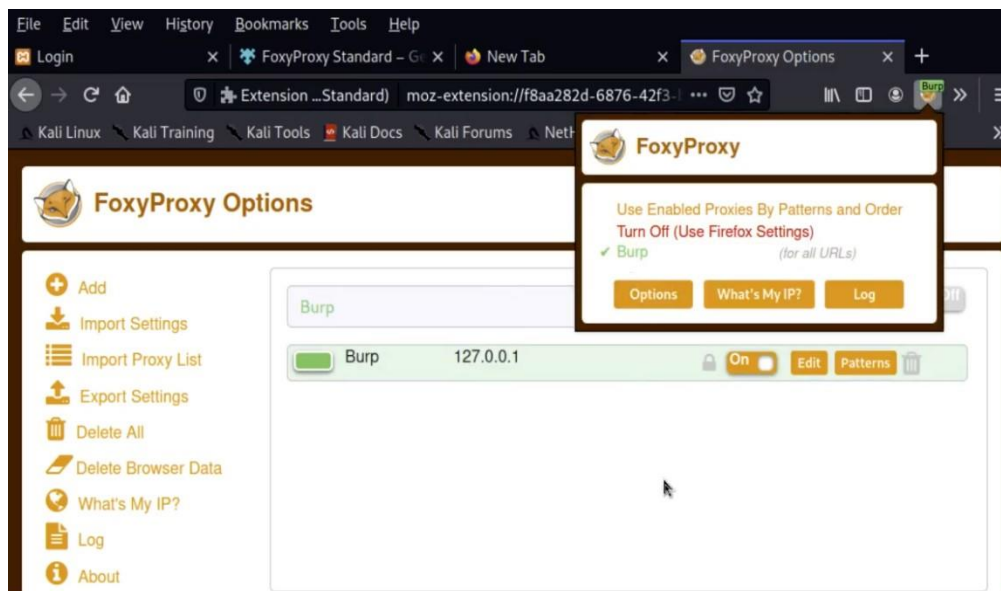 File Edit View History Bookmarks Tools Help
Login FoxyProxy Standard – Ge New Tab FoxyProxy Options
Extension ...Standard) moz-extension://f8aa282d-6876-42f3- Burp
Kali Linux Kali Training Kali Tools Kali Docs Kali Forums NetH
FoxyProxy
FoxyProxy Options
Use Enabled Proxies By Patterns and Order
Turn Off (Use Firefox Settings)
✓ Burp (for all URLs)
Options What's My IP? Log
Add
Import Settings
Import Proxy List
Export Settings
Delete All
Delete Browser Data
What's My IP?
Log
About
Burp
Burp 127.0.0.1 On Edit Patterns